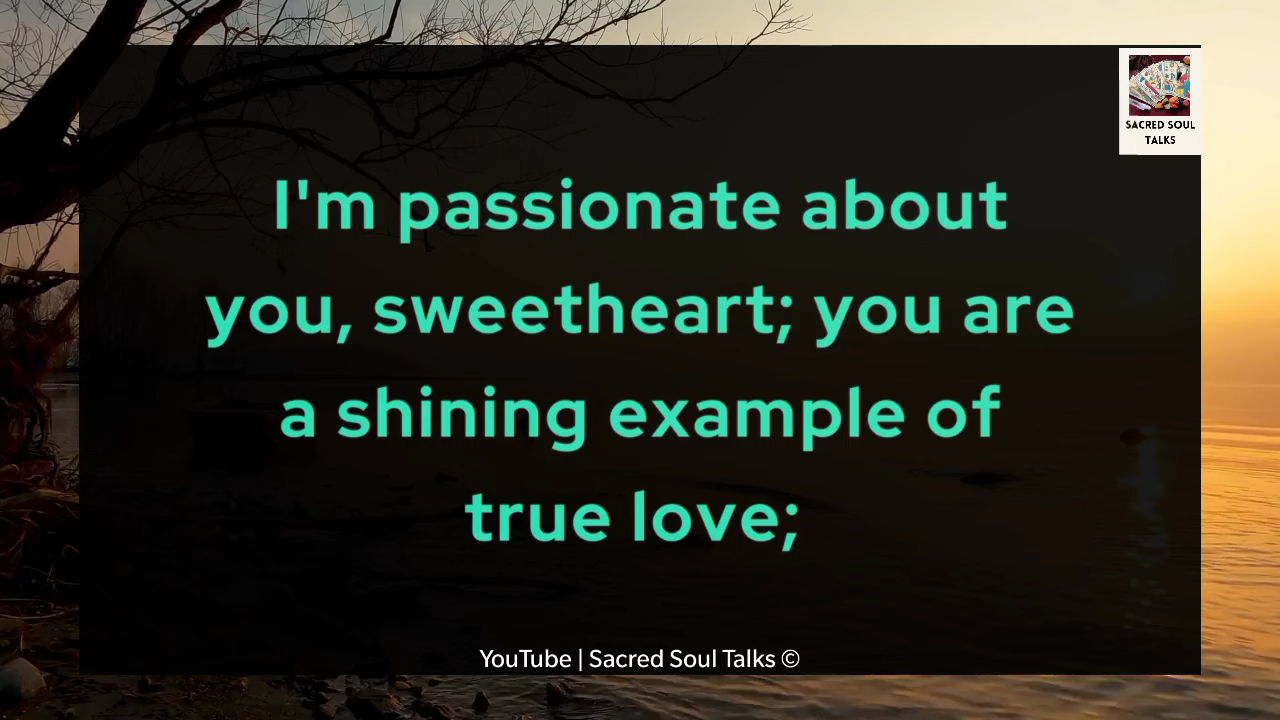 SACRED SOUL
TALKS
I'm passionate about
you, sweetheart; you are
a shining example of
true love;
YouTube | Sacred Soul Talks ©